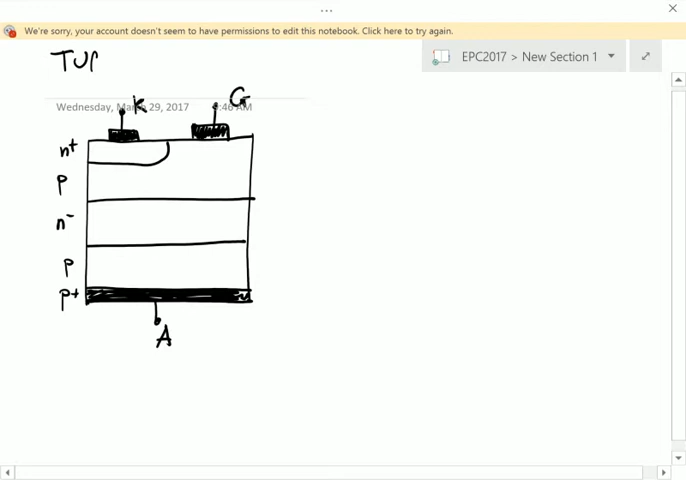 We're sorry, your account doesn't seem to have permissions to edit this notebook. Click here to try again.
EPC2017 > New Section 1
Wednesday, March 29, 2017
K
G
n+
p
n-
p
p+
A